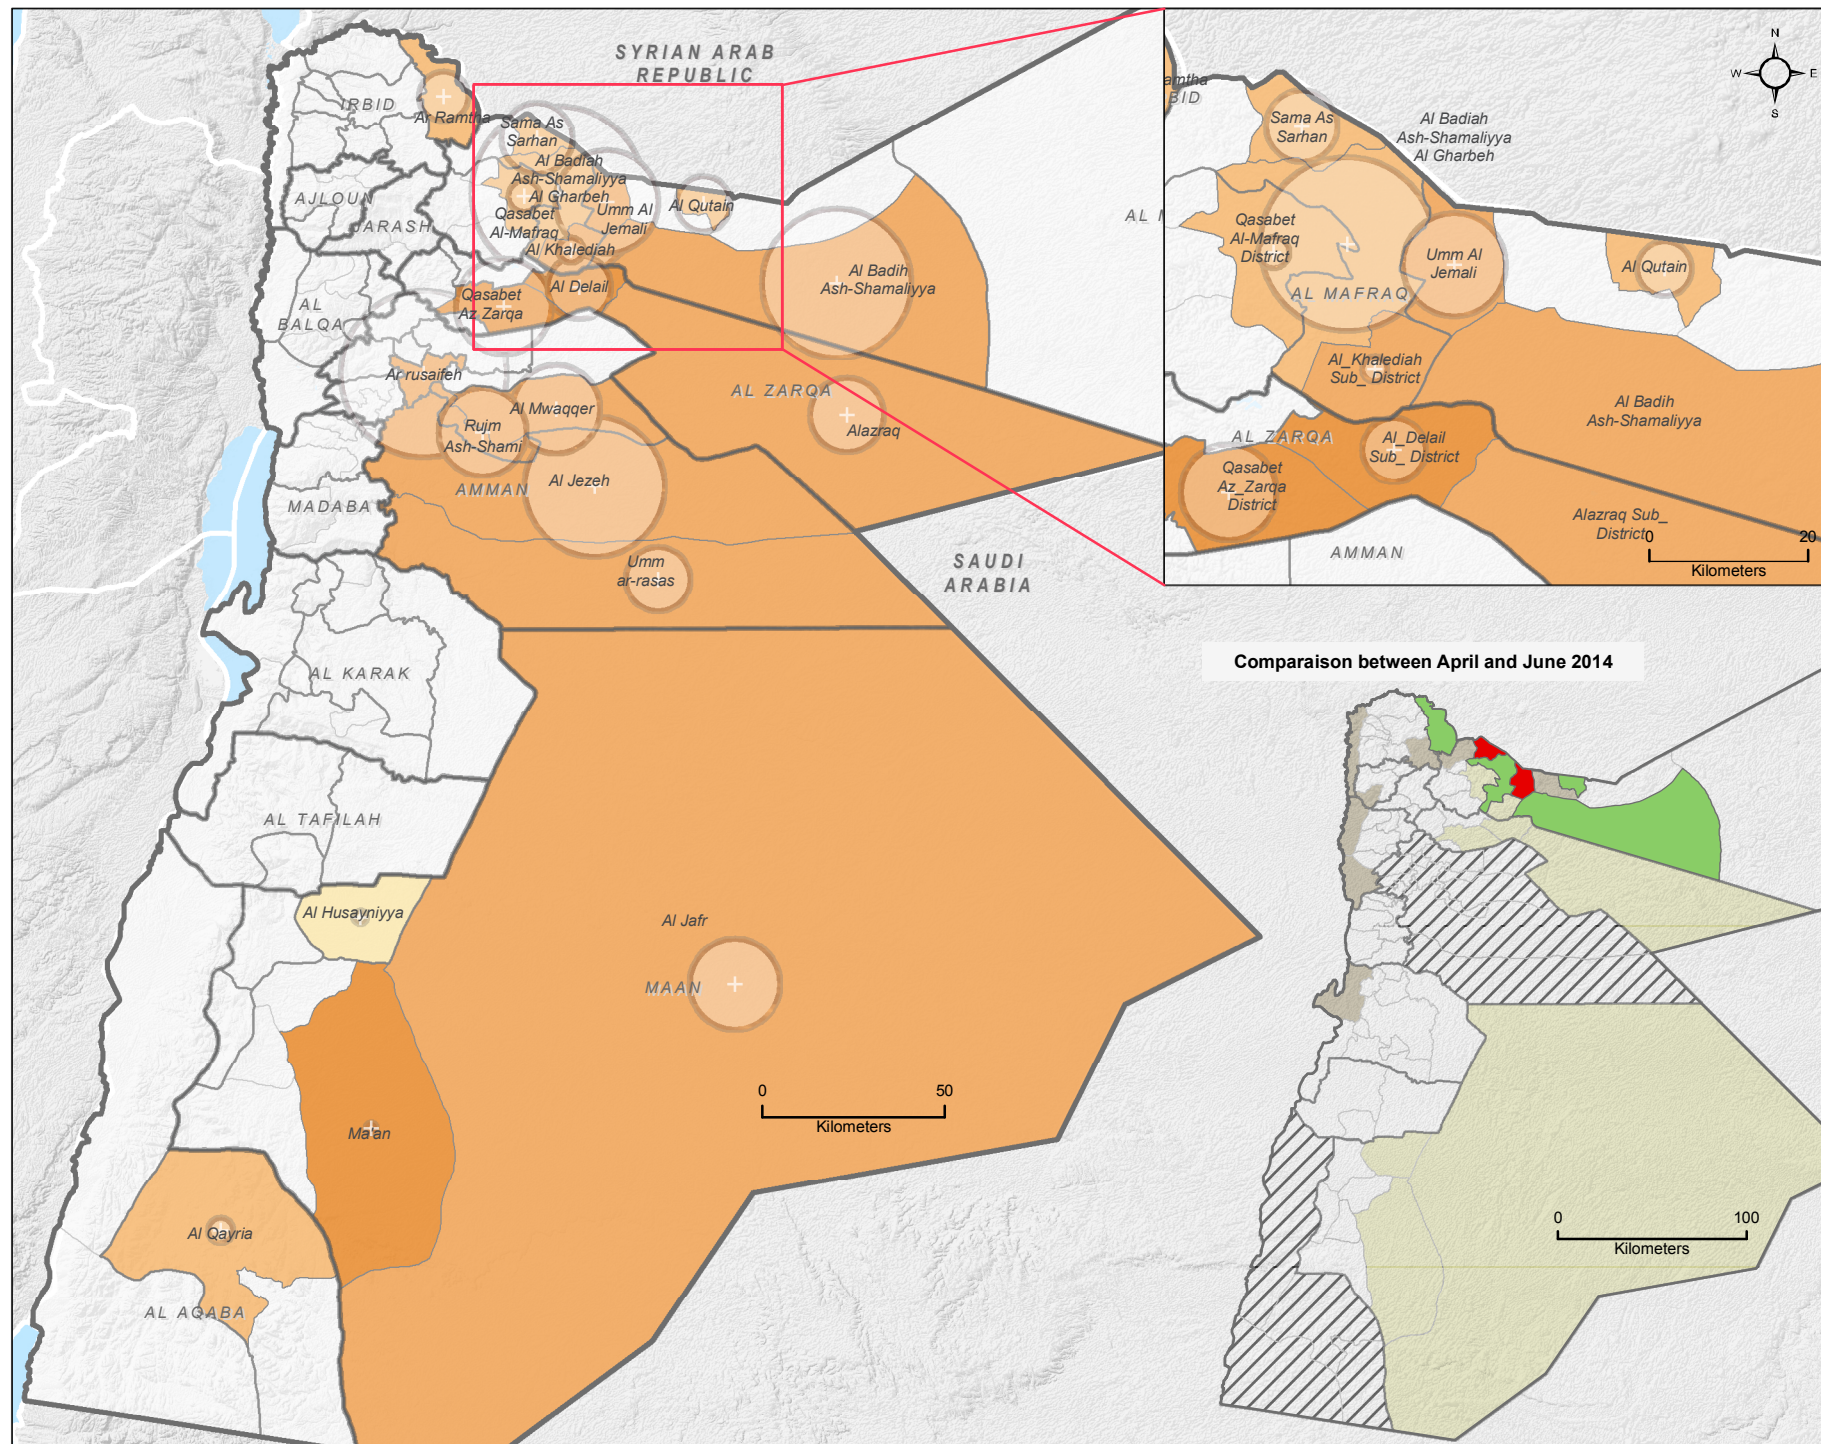 SYRIAN ARAB
REPUBLIC
IRBID
Ar Ramtha
Sama As
Sarhan
Al Badiah
Ash-Shamaliyya
Al Gharbeh
AJLOUN
JARASH
Qasabet
Al-Mafraq
Umm Al
Jemali
Al Qutain
Al Khalediah
Al Delail
Qasabet
Az Zarqa
Al Badih
Ash-Shamaliyya
AL
BALQA
Ar rusaifeh
AL ZARQA
Al Mwaqqer
Rujm
Ash-Shami
Alazraq
AMMAN
Al Jezeh
MADABA
Umm
ar-rasas
SAUDI
ARABIA
AL KARAK
AL TAFILAH
Al Husayniyya
Al Jafr
MAAN
0 50
Kilometers
Ma'an
Al Qayria
AL AQABA
AL M
amtha
BID
N
W E
S
Sama As
Sarhan
Al Badiah
Ash-Shamaliyya
Al Gharbeh
Qasabet
Al-Mafraq
District
Umm Al
Jemali
Al Qutain
AL MAFRAQ
Al_Khalediah
Sub_ District
Al Badih
Ash-Shamaliyya
AL ZARQA
Al_Delail
Sub_ District
Qasabet
Az_Zarqa
District
Alazraq Sub_
District
AMMAN
0 20
Kilometers
Comparaison between April and June 2014
0 100
Kilometers